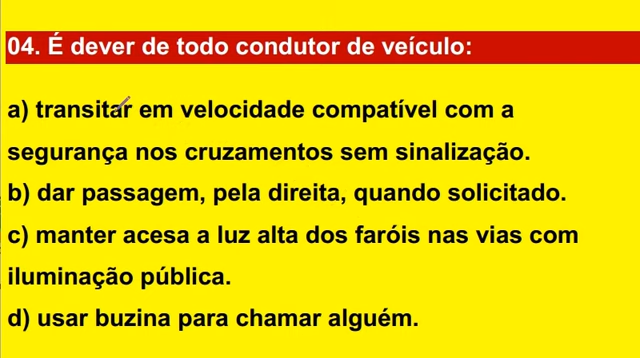 04. É dever de todo condutor de veículo:
a) transitar em velocidade compatível com a
segurança nos cruzamentos sem sinalização.
b) dar passagem, pela direita, quando solicitado.
c) manter acesa a luz alta dos faróis nas vias com
iluminação pública.
d) usar buzina para chamar alguém.